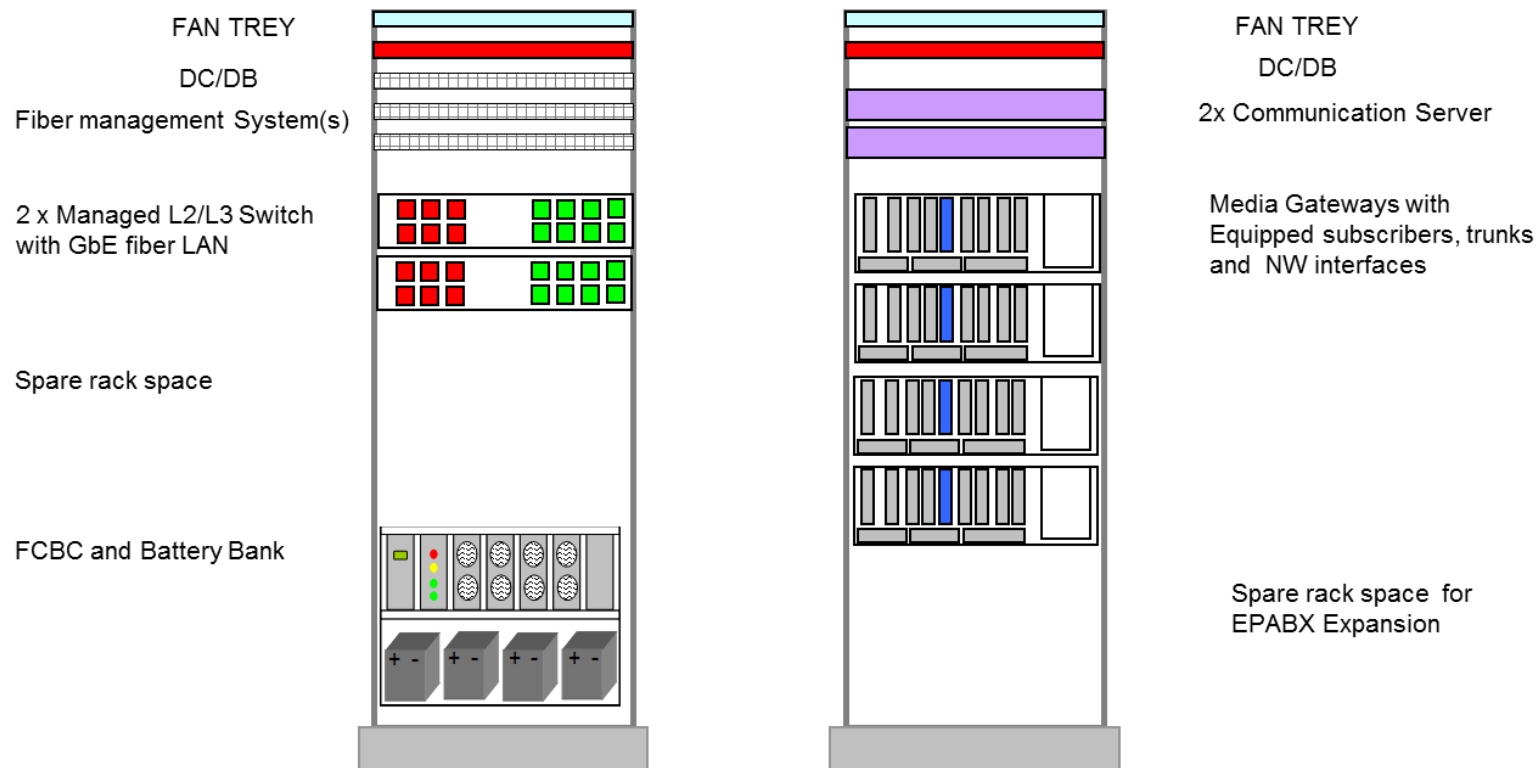 FAN TREY
DC/DB
Fiber management System(s)
2 x Managed L2/L3 Switch
with GbE fiber LAN
Spare rack space
FCBC and Battery Bank
+ -
+ -
+ -
+ -
FAN TREY
DC/DB
2x Communication Server
Media Gateways with
Equipped subscribers, trunks
and NW interfaces
Spare rack space for
EPABX Expansion